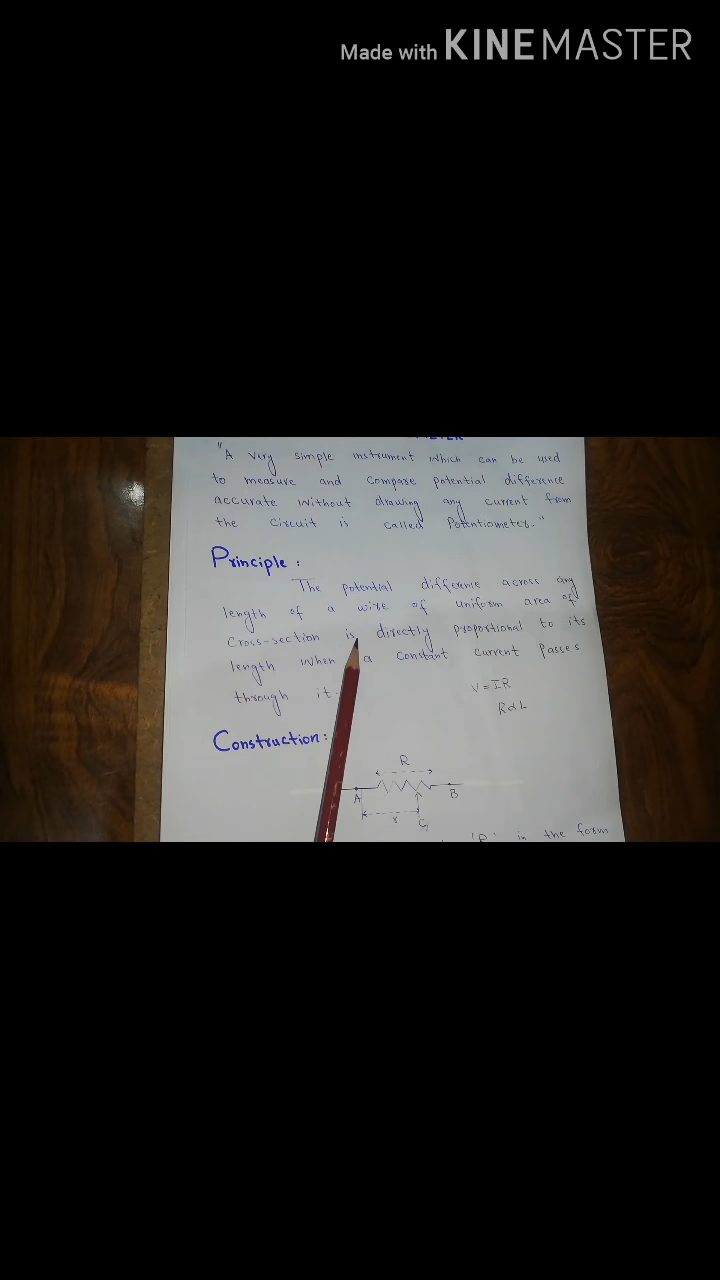 Made with KINEMASTER
"A very simple instrument which can be used
to measure and compare potential difference
accurate without drawing any current from
the circuit is called Potentiometer."
Principle :
The potential difference across any
length of a wire of uniform area of
cross-section is directly proportional to its
length when a constant current passes
through it.
V = IR
R ∝ L
Construction:
R
A
B
r
C
'R' in the form